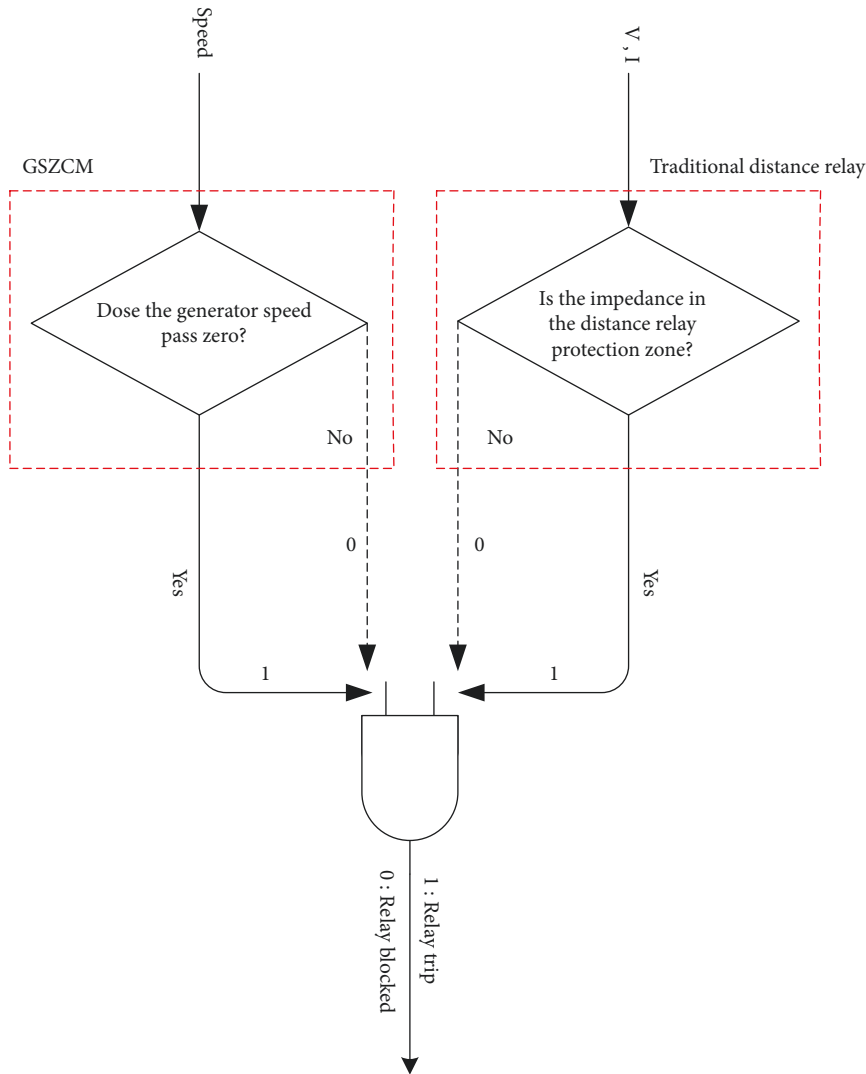 Speed
V , I
GSZCM
Traditional distance relay
Dose the generator speed
pass zero?
Is the impedance in
the distance relay
protection zone?
No
No
0
0
Yes
Yes
1
1
1 : Relay trip
0 : Relay blocked